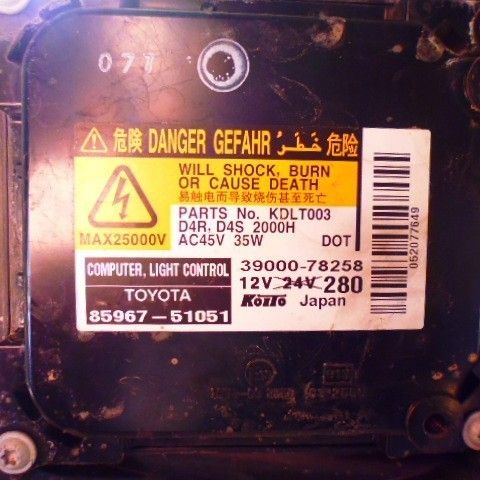 077
危険 DANGER GEFAHR خَطَرْ 危险
WILL SHOCK, BURN
OR CAUSE DEATH
易触电而导致烧伤甚至死亡
MAX25000V
PARTS No. KDLT003
D4R, D4S 2000H
AC45V 35W DOT
COMPUTER, LIGHT CONTROL
TOYOTA
85967-51051
39000-78258
12V 24V 280
KOITO Japan
052077649